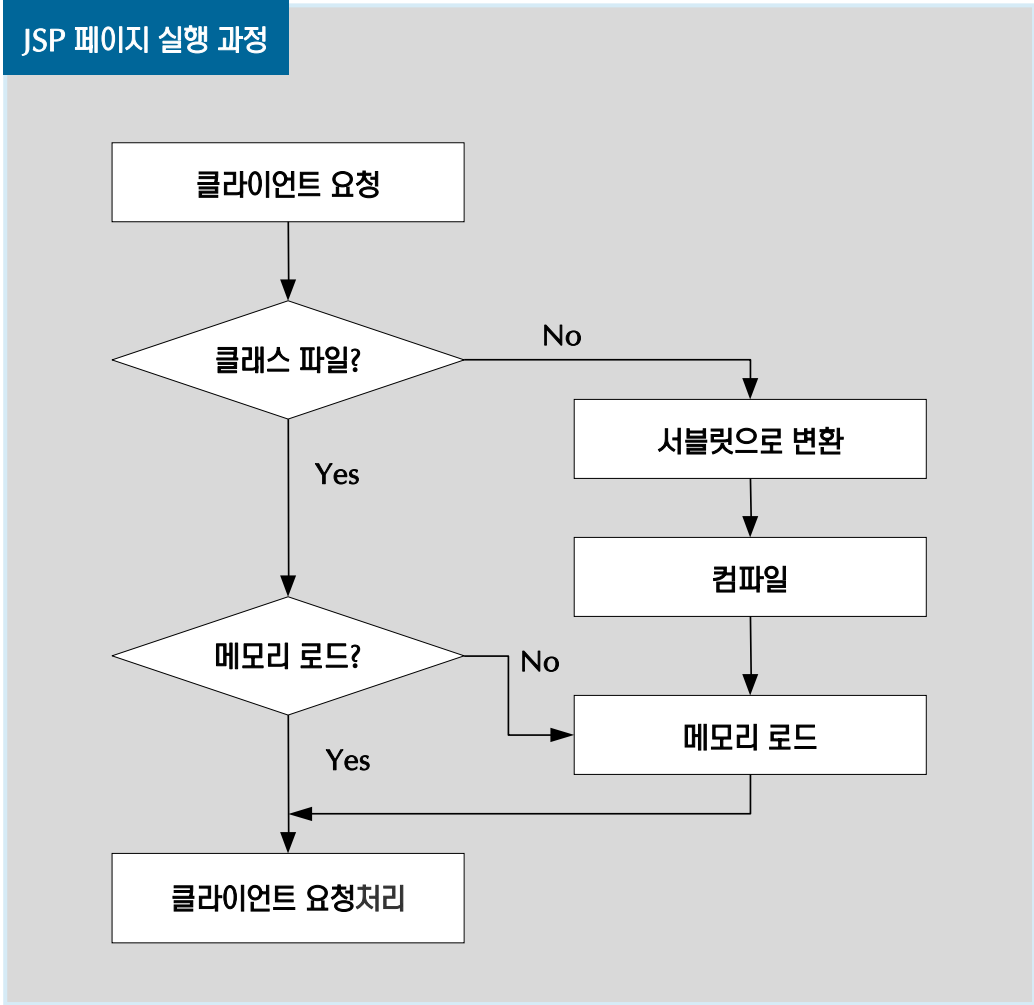 JSP 페이지 실행 과정
클라이언트 요청
클래스 파일?
No
서블릿으로 변환
Yes
컴파일
메모리 로드?
No
메모리 로드
Yes
클라이언트 요청처리